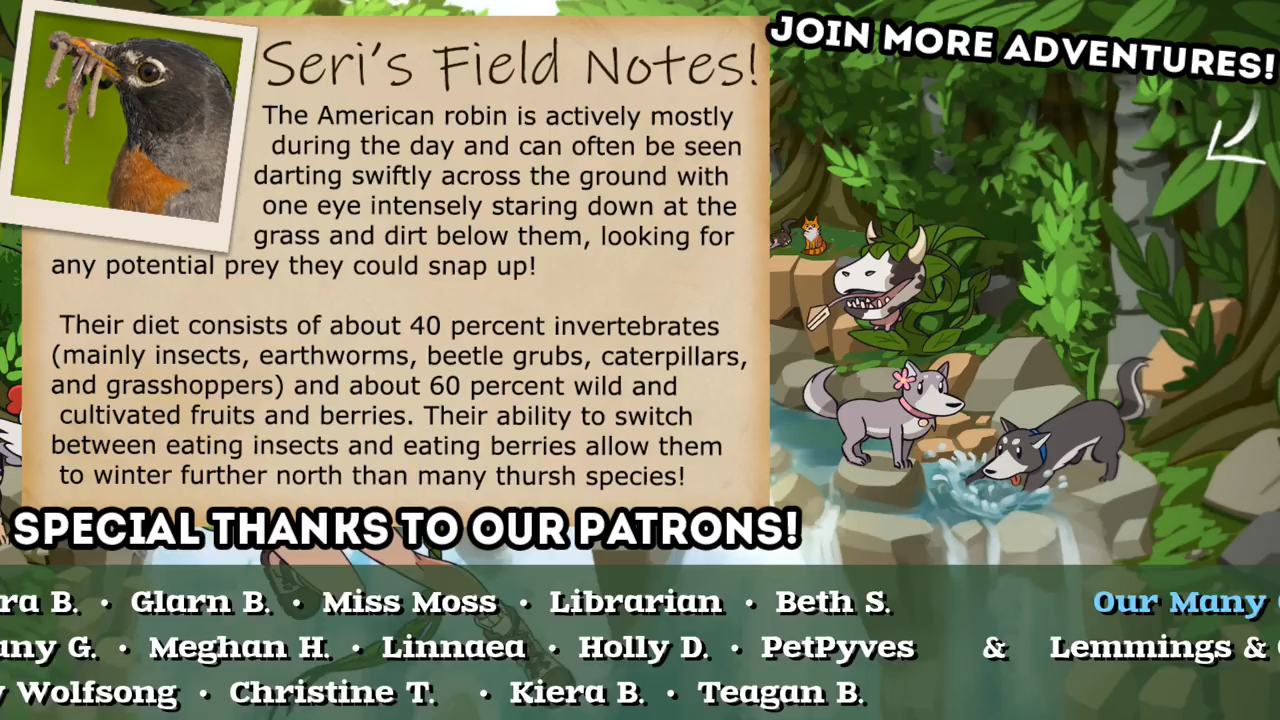 Seri's Field Notes!
JOIN MORE ADVENTURES!
The American robin is actively mostly
during the day and can often be seen
darting swiftly across the ground with
one eye intensely staring down at the
grass and dirt below them, looking for
any potential prey they could snap up!
Their diet consists of about 40 percent invertebrates
(mainly insects, earthworms, beetle grubs, caterpillars,
and grasshoppers) and about 60 percent wild and
cultivated fruits and berries. Their ability to switch
between eating insects and eating berries allow them
to winter further north than many thursh species!
SPECIAL THANKS TO OUR PATRONS!
ra B. • Glarn B. • Miss Moss • Librarian • Beth S. Our Many
any G. • Meghan H. • Linnaea • Holly D. • PetPyves & Lemmings &
Wolfsong • Christine T. • Kiera B. • Teagan B.